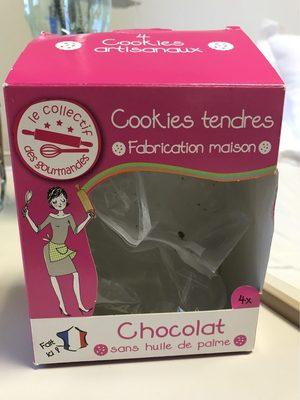 4
Cookies
artisanaux
le collectif
des gourmandes
Cookies tendres
Fabrication maison
4x
Fait
ici !
Chocolat
sans huile de palme